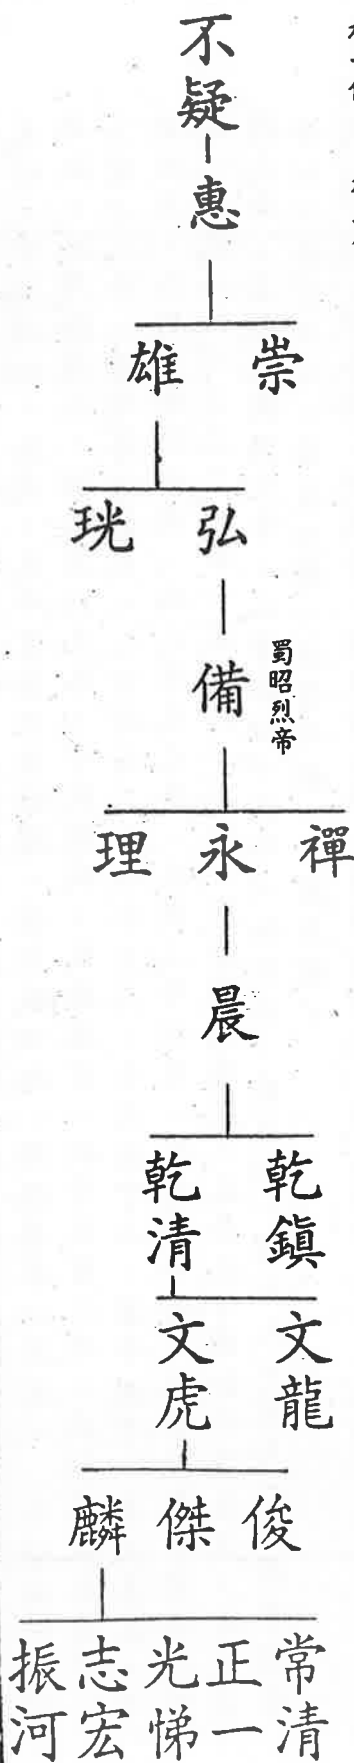 不疑
惠
崇
雄
弘
珖
備
蜀昭烈帝
禪
永
理
晨
乾鎮
乾清
文龍
文虎
俊
傑
麟
常清
正一
光悌
志宏
振河